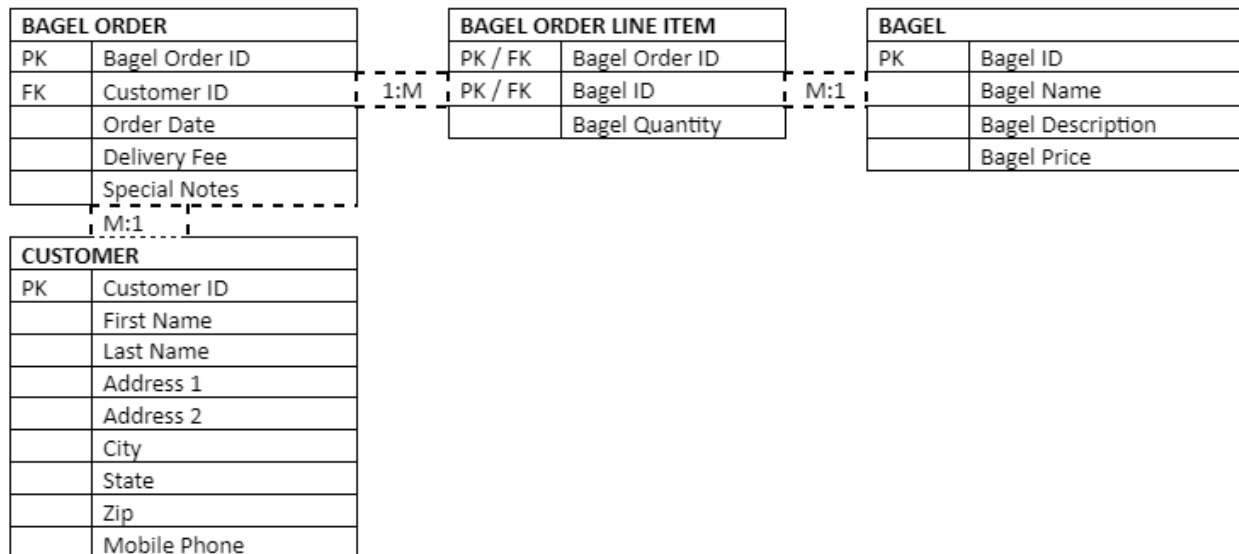 BAGEL ORDER
PK Bagel Order ID
FK Customer ID
Order Date
Delivery Fee
Special Notes
1:M
BAGEL ORDER LINE ITEM
PK / FK Bagel Order ID
PK / FK Bagel ID
Bagel Quantity
M:1
BAGEL
PK Bagel ID
Bagel Name
Bagel Description
Bagel Price
M:1
CUSTOMER
PK Customer ID
First Name
Last Name
Address 1
Address 2
City
State
Zip
Mobile Phone